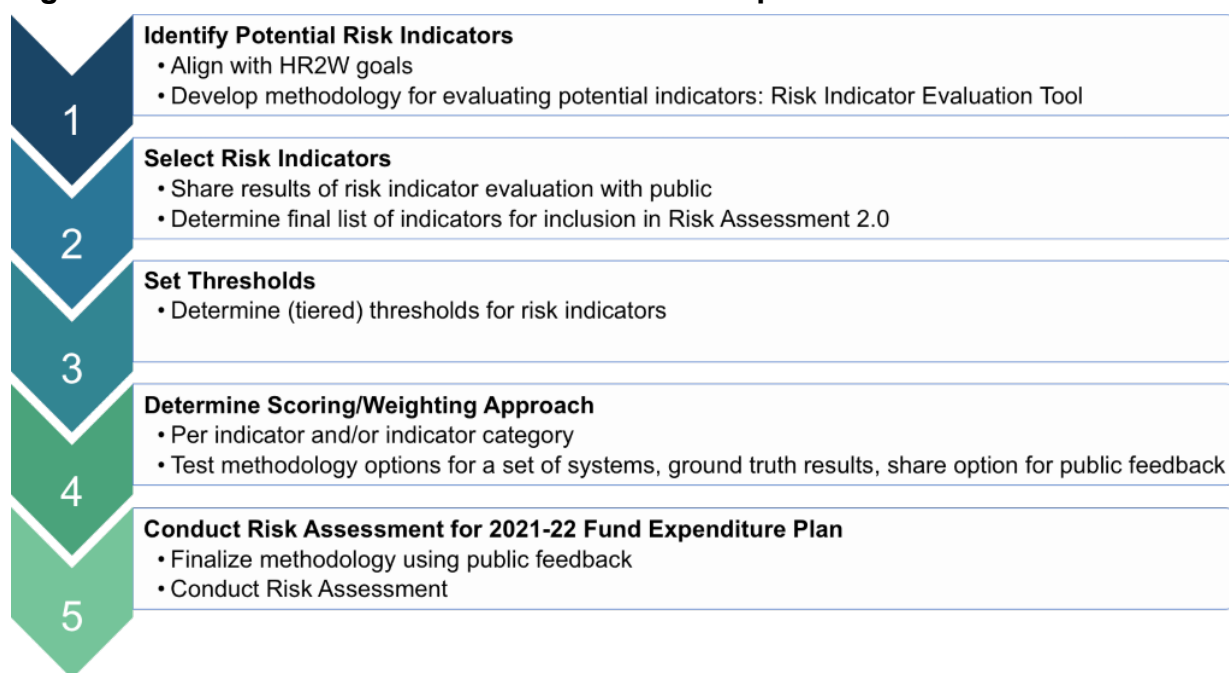 1
Identify Potential Risk Indicators
• Align with HR2W goals
• Develop methodology for evaluating potential indicators: Risk Indicator Evaluation Tool
2
Select Risk Indicators
• Share results of risk indicator evaluation with public
• Determine final list of indicators for inclusion in Risk Assessment 2.0
3
Set Thresholds
• Determine (tiered) thresholds for risk indicators
4
Determine Scoring/Weighting Approach
• Per indicator and/or indicator category
• Test methodology options for a set of systems, ground truth results, share option for public feedback
5
Conduct Risk Assessment for 2021-22 Fund Expenditure Plan
• Finalize methodology using public feedback
• Conduct Risk Assessment